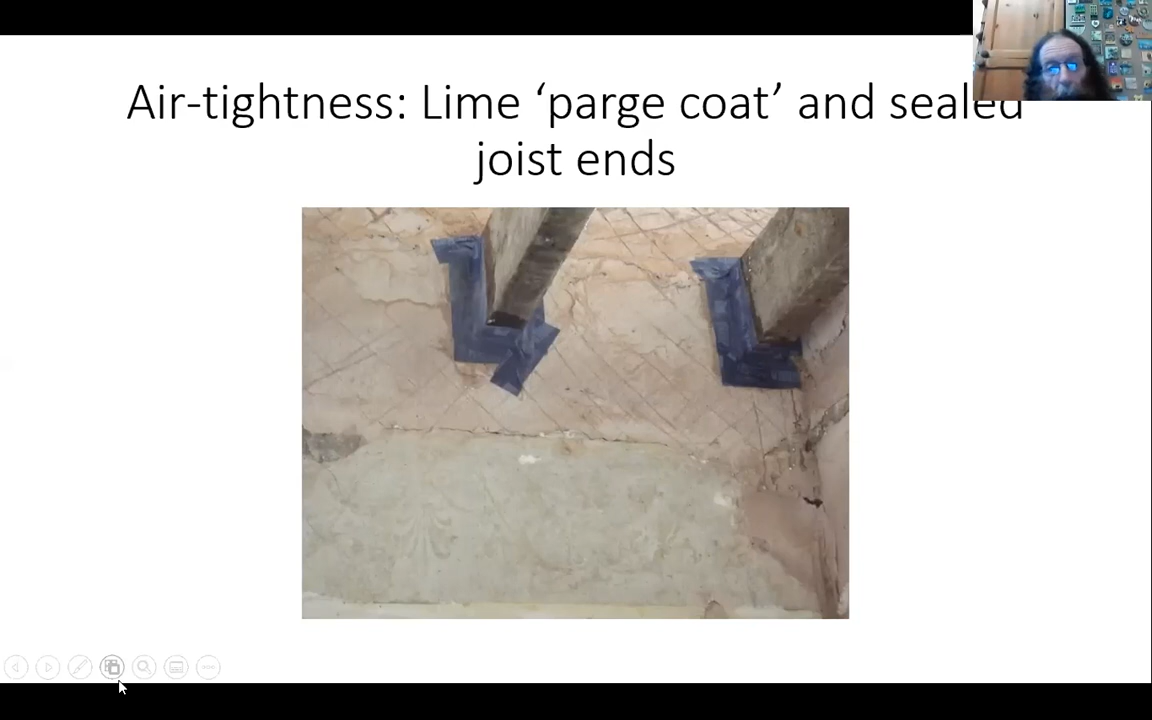 Air-tightness: Lime ‘parge coat’ and sealed
joist ends